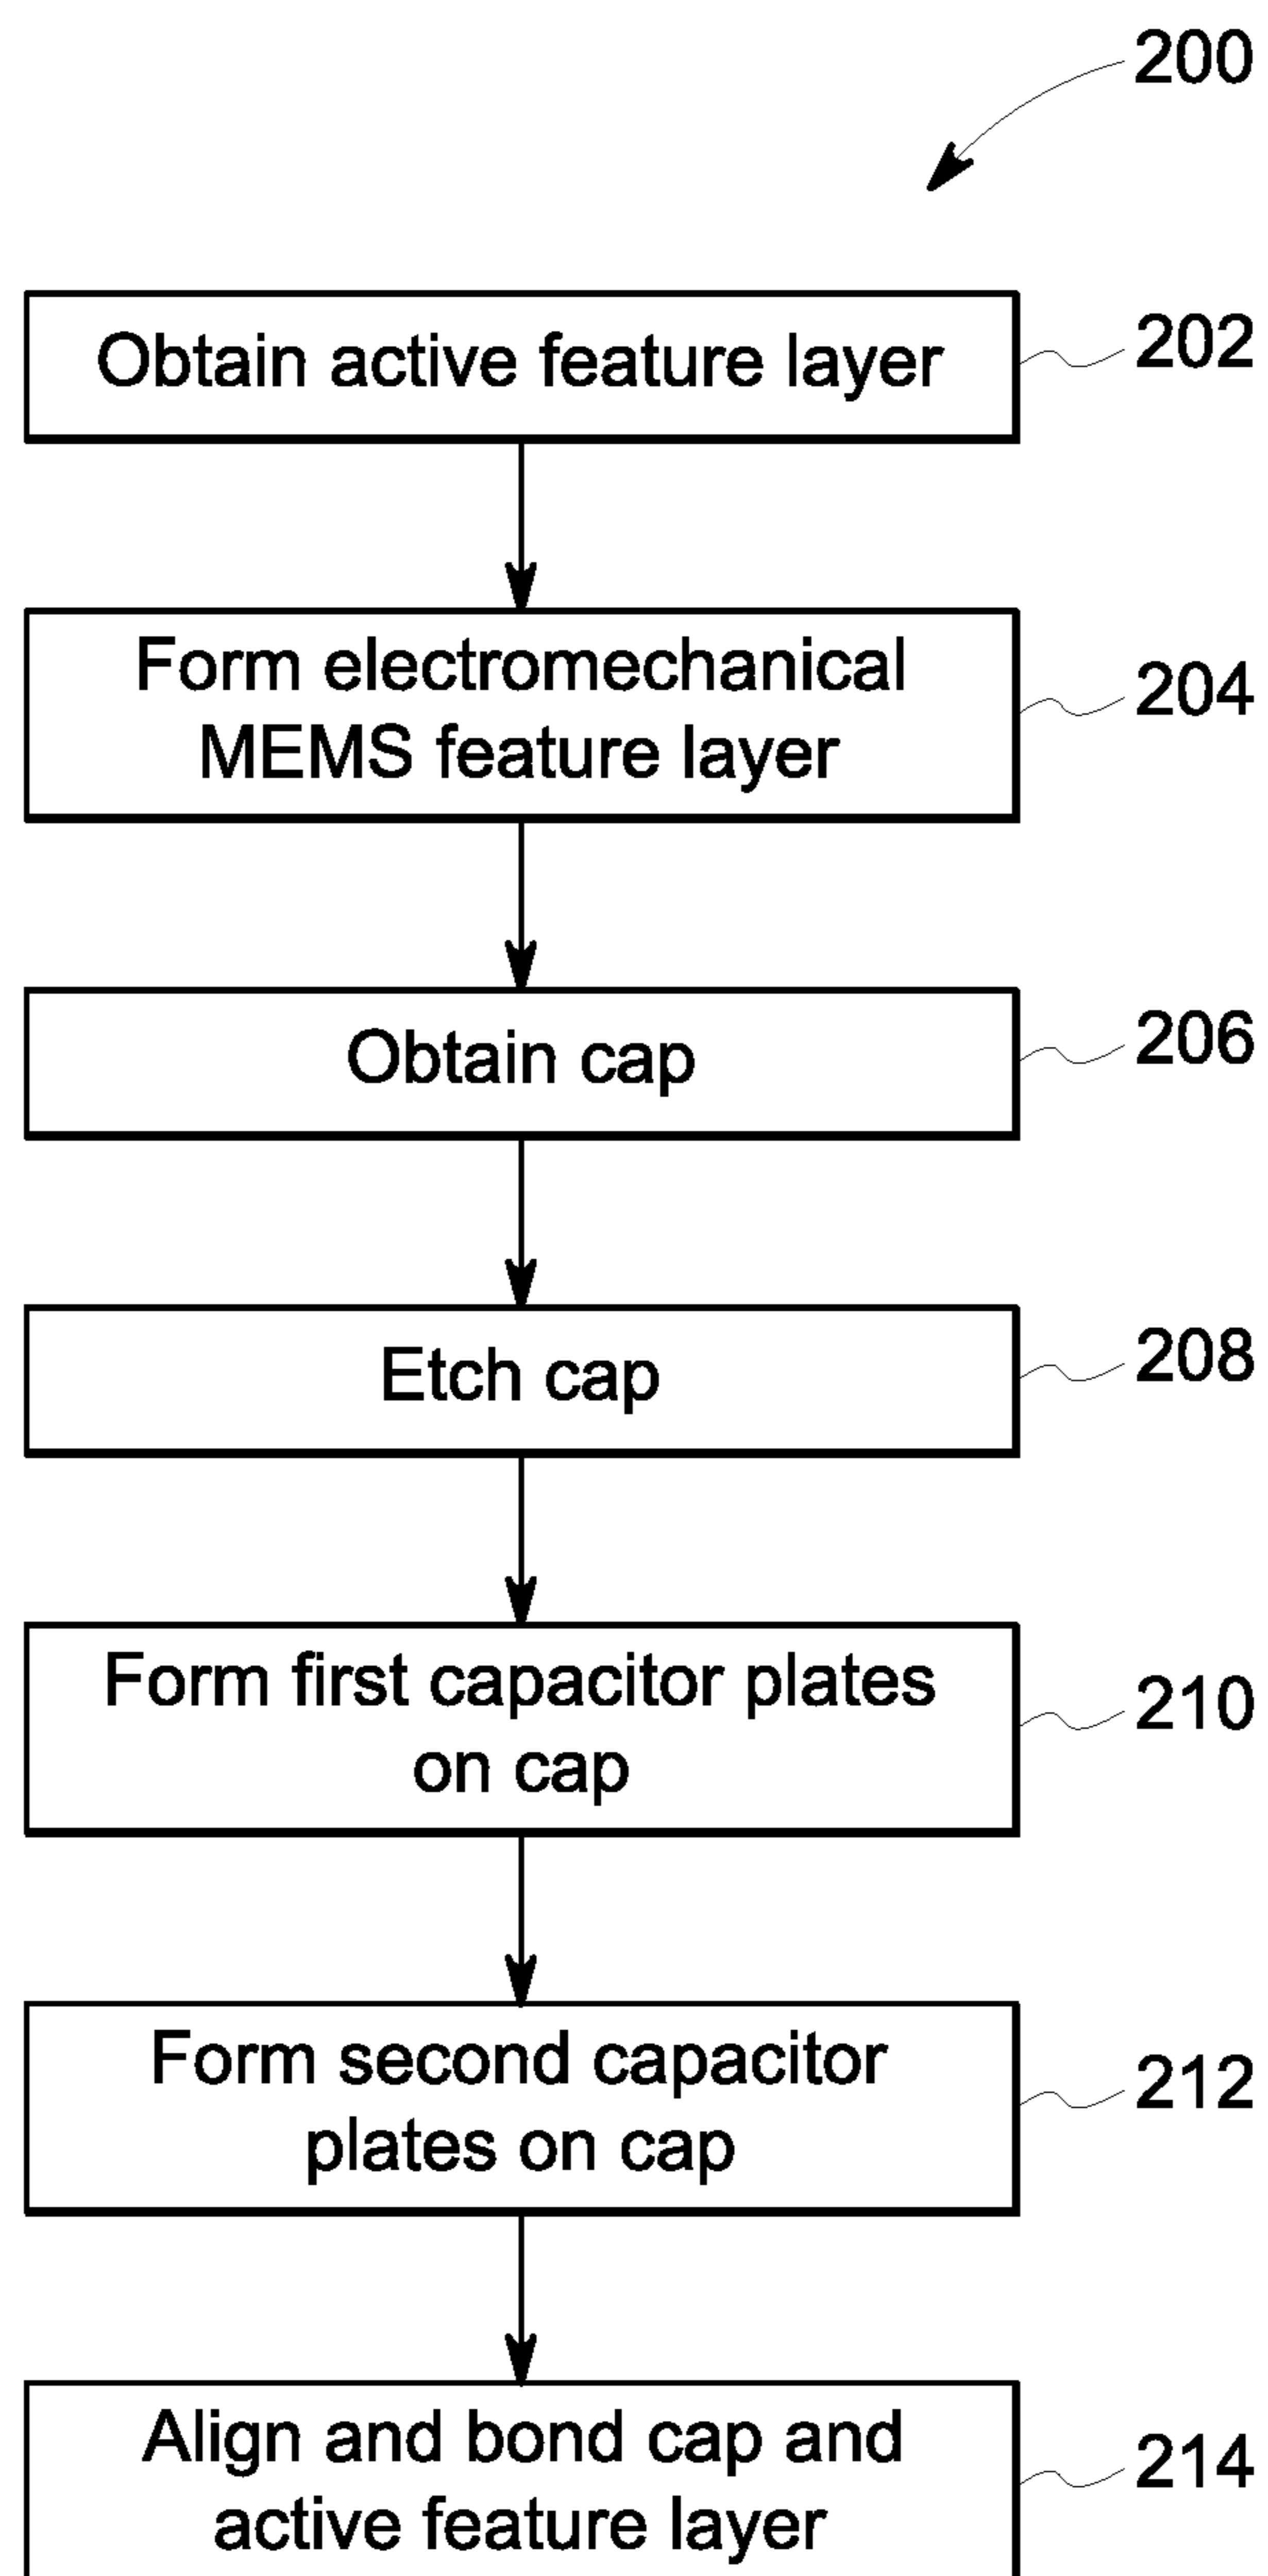 200
Obtain active feature layer
202
Form electromechanical
MEMS feature layer
204
Obtain cap
206
Etch cap
208
Form first capacitor plates
on cap
210
Form second capacitor
plates on cap
212
Align and bond cap and
active feature layer
214